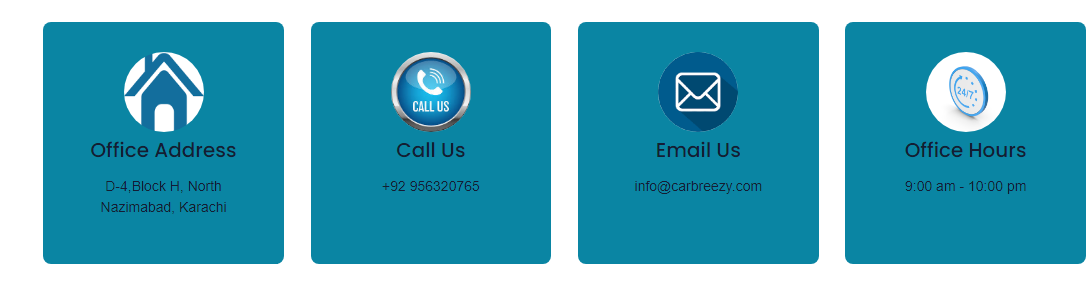 CALL US
24/7
Office Address
Call Us
Email Us
Office Hours
D-4,Block H, North
Nazimabad, Karachi
+92 956320765
info@carbreezy.com
9:00 am - 10:00 pm